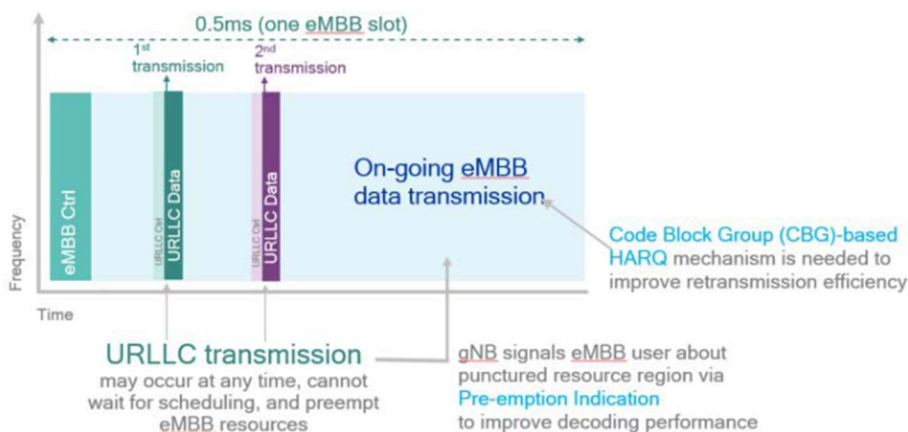 0.5ms (one eMBB slot)
1st
transmission
2nd
transmission
eMBB Ctrl
URLLC Ctrl
URLLC Data
URLLC Ctrl
URLLC Data
On-going eMBB
data transmission
Frequency
Time
Code Block Group (CBG)-based
HARQ mechanism is needed to
improve retransmission efficiency
URLLC transmission
may occur at any time, cannot
wait for scheduling, and preempt
eMBB resources
gNB signals eMBB user about
punctured resource region via
Pre-emption Indication
to improve decoding performance